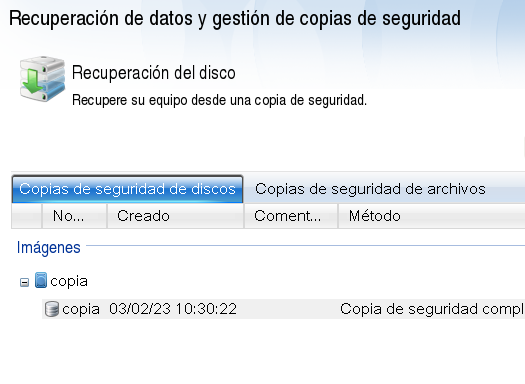 Recuperación de datos y gestión de copias de seguridad
Recuperación del disco
Recupere su equipo desde una copia de seguridad.
Copias de seguridad de discos Copias de seguridad de archivos
No... Creado Coment... Método
Imágenes
copia
copia 03/02/23 10:30:22 Copia de seguridad compl